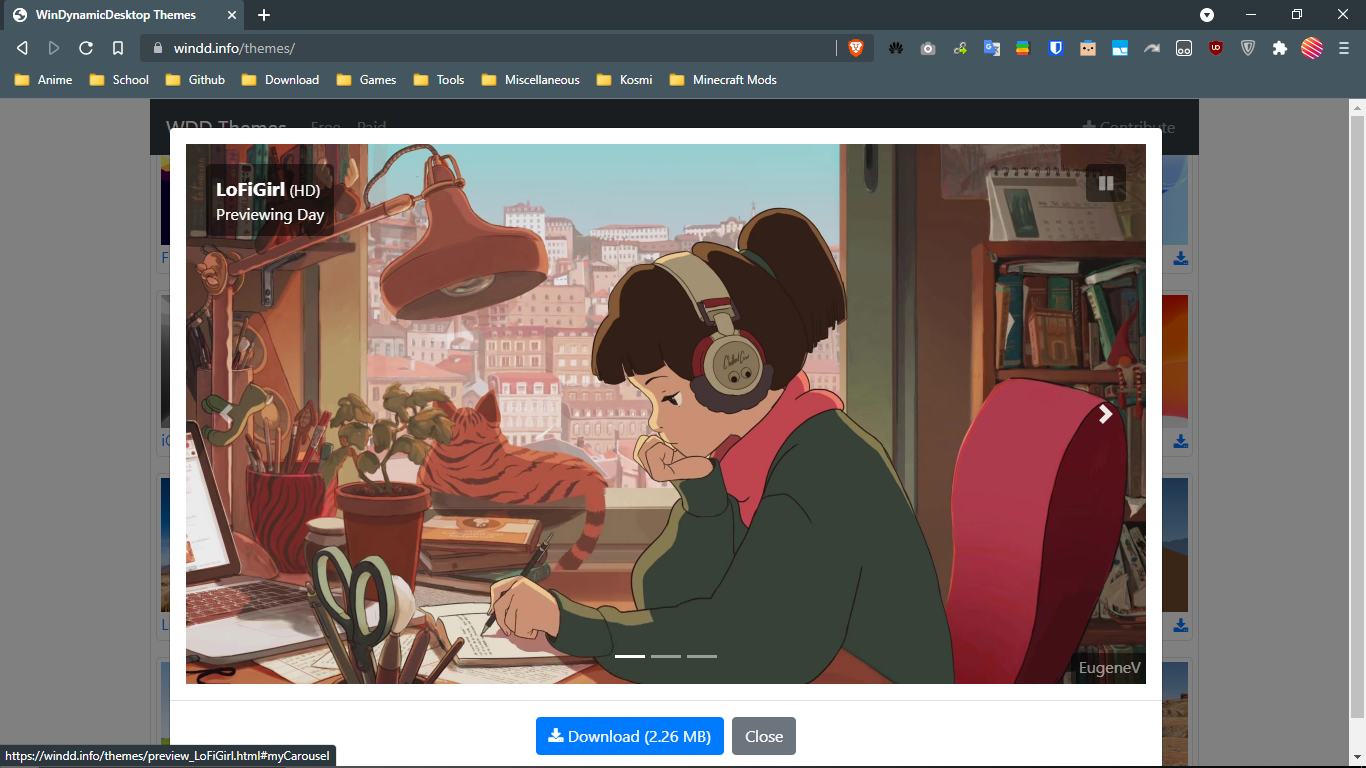 WinDynamicDesktop Themes
windd.info/themes/
Anime
School
Github
Download
Games
Tools
Miscellaneous
Kosmi
Minecraft Mods
WDD Themes
Free
Paid
Contribute
LoFiGirl (HD)
Previewing Day
EugeneV
Download (2.26 MB)
Close
https://windd.info/themes/preview_LoFiGirl.html#myCarousel